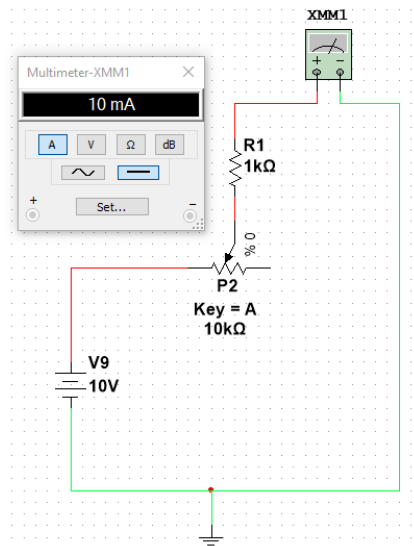 XMM1
Multimeter-XMM1
10 mA
A V Ω dB
+ −
Set...
+ −
R1
1kΩ
0 %
P2
Key = A
10kΩ
V9
10V